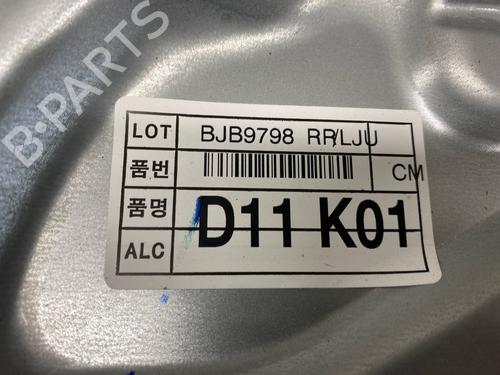 B-PARTS
LOT BJB9798 RR/LJU
품번 CM
품명 D11 K01
ALC